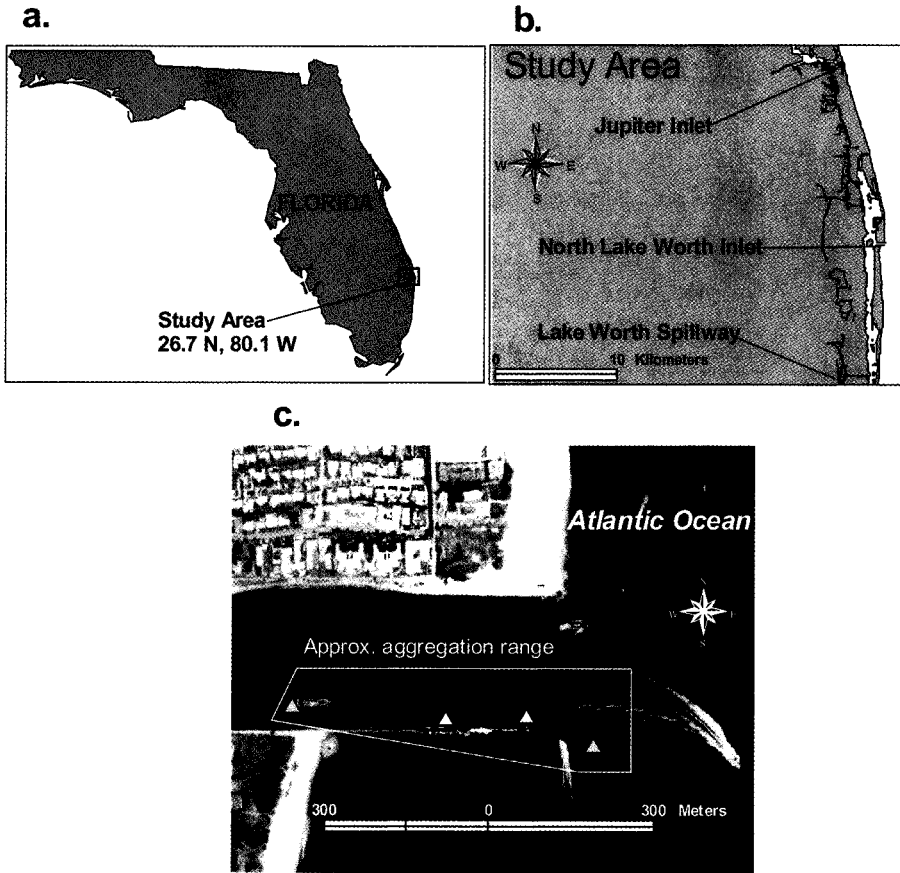 a.
FLORIDA
Study Area
26.7 N, 80.1 W
b.
Study Area
N
W E
S
Jupiter Inlet
North Lake Worth Inlet
Lake Worth Spillway
0 10 Kilometers
c.
Atlantic Ocean
N
W E
S
Approx. aggregation range
300 0 300 Meters